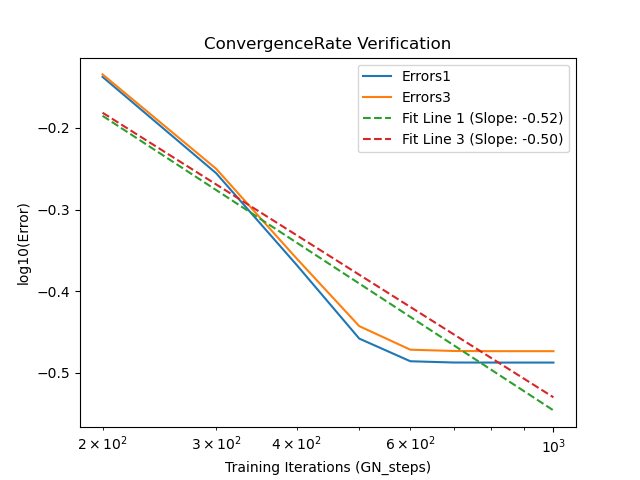 ConvergenceRate Verification
Errors1
Errors3
Fit Line 1 (Slope: -0.52)
Fit Line 3 (Slope: -0.50)
log10(Error)
−0.2
−0.3
−0.4
−0.5
2 × 10²
3 × 10²
4 × 10²
6 × 10²
10³
Training Iterations (GN_steps)